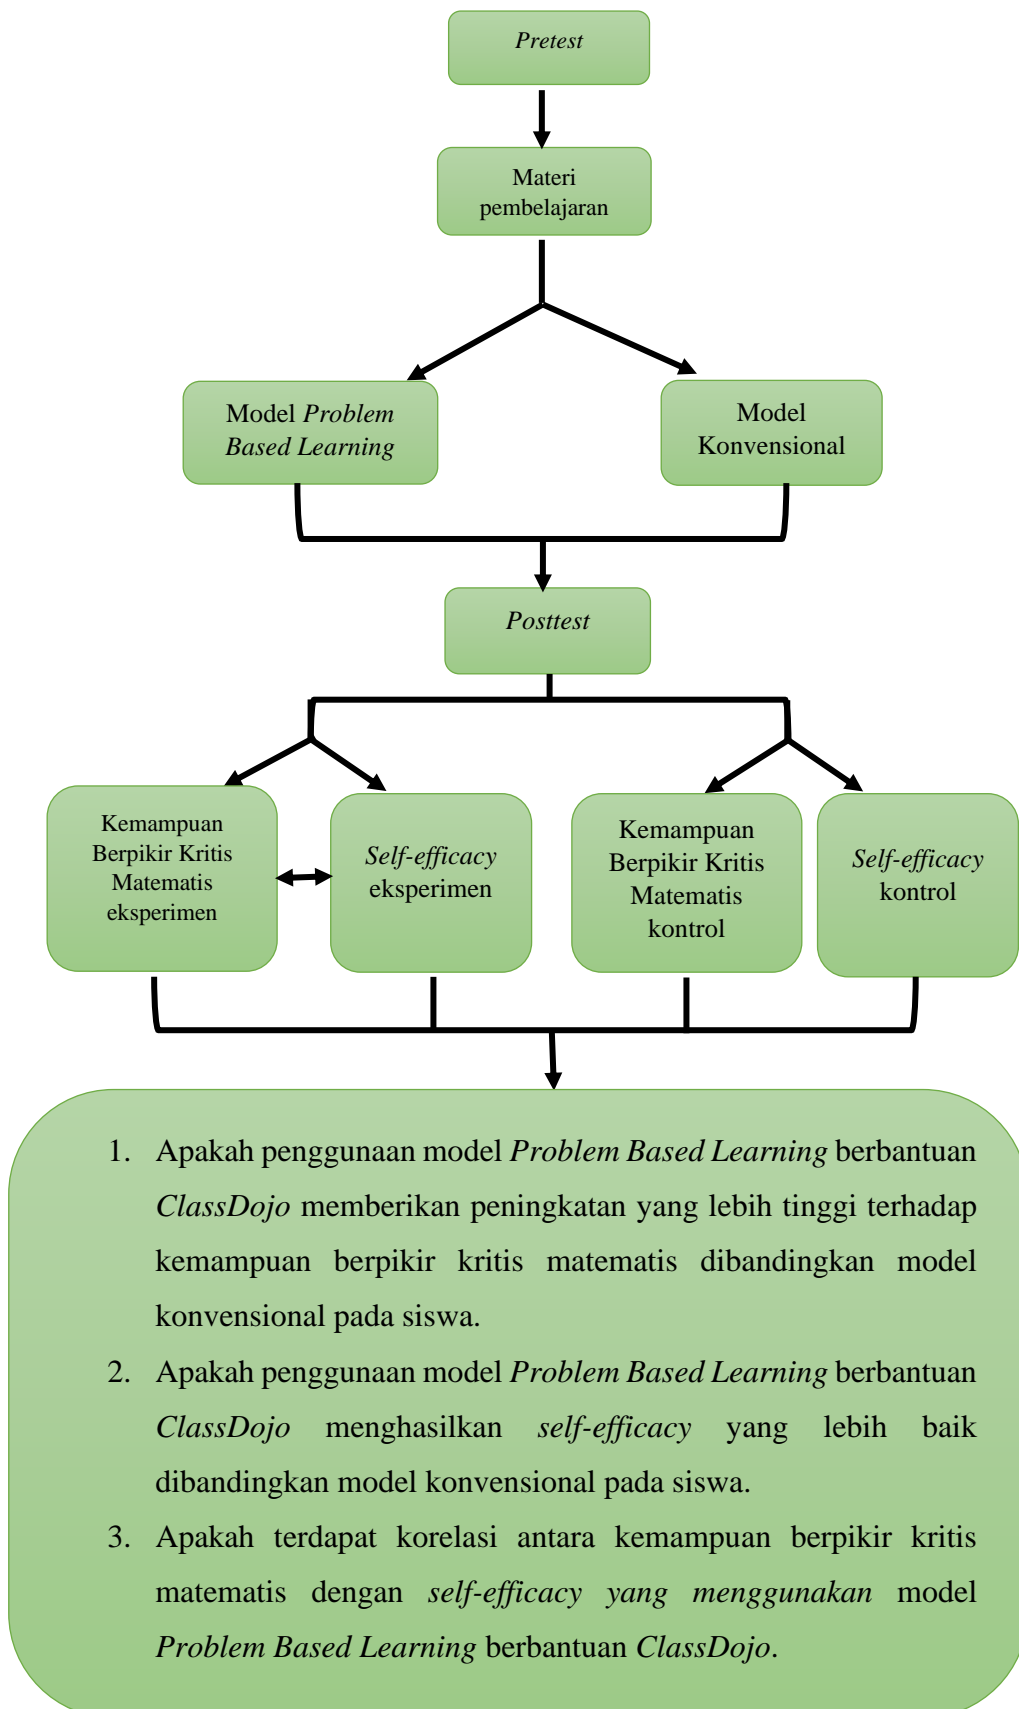 Pretest
Materi
pembelajaran
Model Problem
Based Learning
Model
Konvensional
Posttest
Kemampuan
Berpikir Kritis
Matematis
eksperimen
Self-efficacy
eksperimen
Kemampuan
Berpikir Kritis
Matematis
kontrol
Self-efficacy
kontrol
1. Apakah penggunaan model Problem Based Learning berbantuan
ClassDojo memberikan peningkatan yang lebih tinggi terhadap
kemampuan berpikir kritis matematis dibandingkan model
konvensional pada siswa.
2. Apakah penggunaan model Problem Based Learning berbantuan
ClassDojo menghasilkan self-efficacy yang lebih baik
dibandingkan model konvensional pada siswa.
3. Apakah terdapat korelasi antara kemampuan berpikir kritis
matematis dengan self-efficacy yang menggunakan model
Problem Based Learning berbantuan ClassDojo.